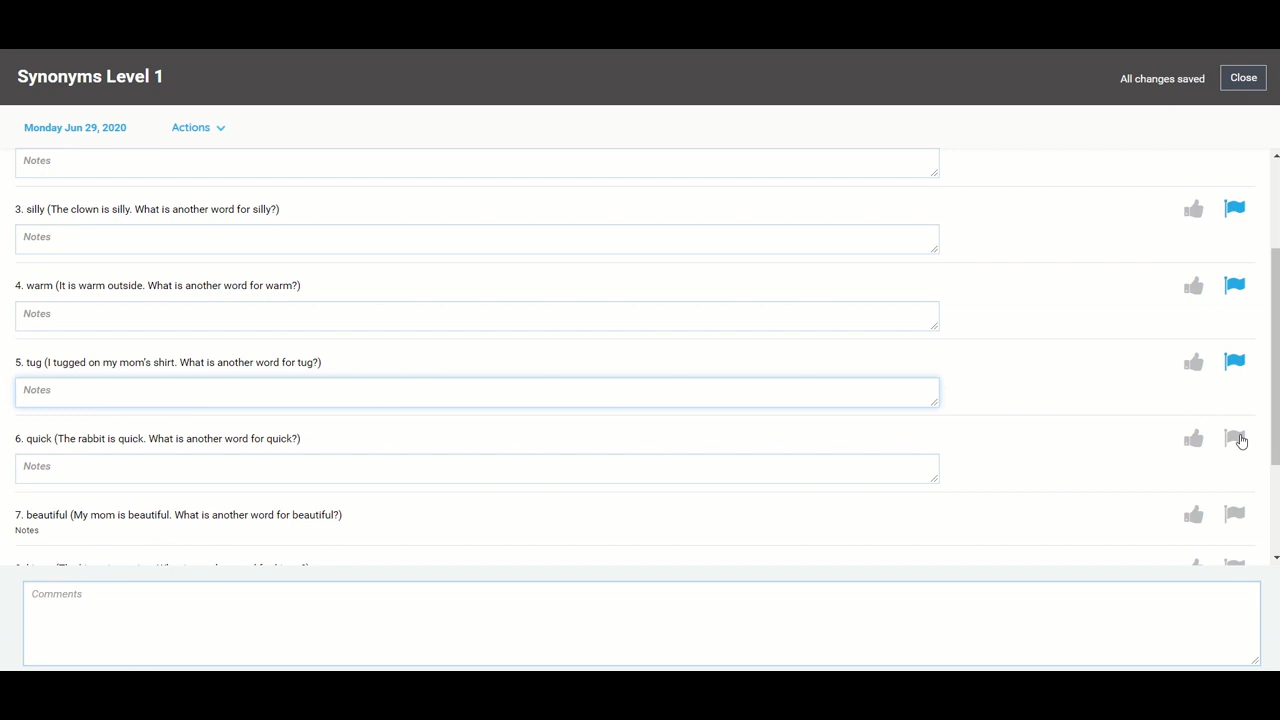 Synonyms Level 1
All changes saved
Close
Monday Jun 29, 2020
Actions
Notes
3. silly (The clown is silly. What is another word for silly?)
Notes
4. warm (It is warm outside. What is another word for warm?)
Notes
5. tug (I tugged on my mom's shirt. What is another word for tug?)
Notes
6. quick (The rabbit is quick. What is another word for quick?)
Notes
7. beautiful (My mom is beautiful. What is another word for beautiful?)
Notes
Comments